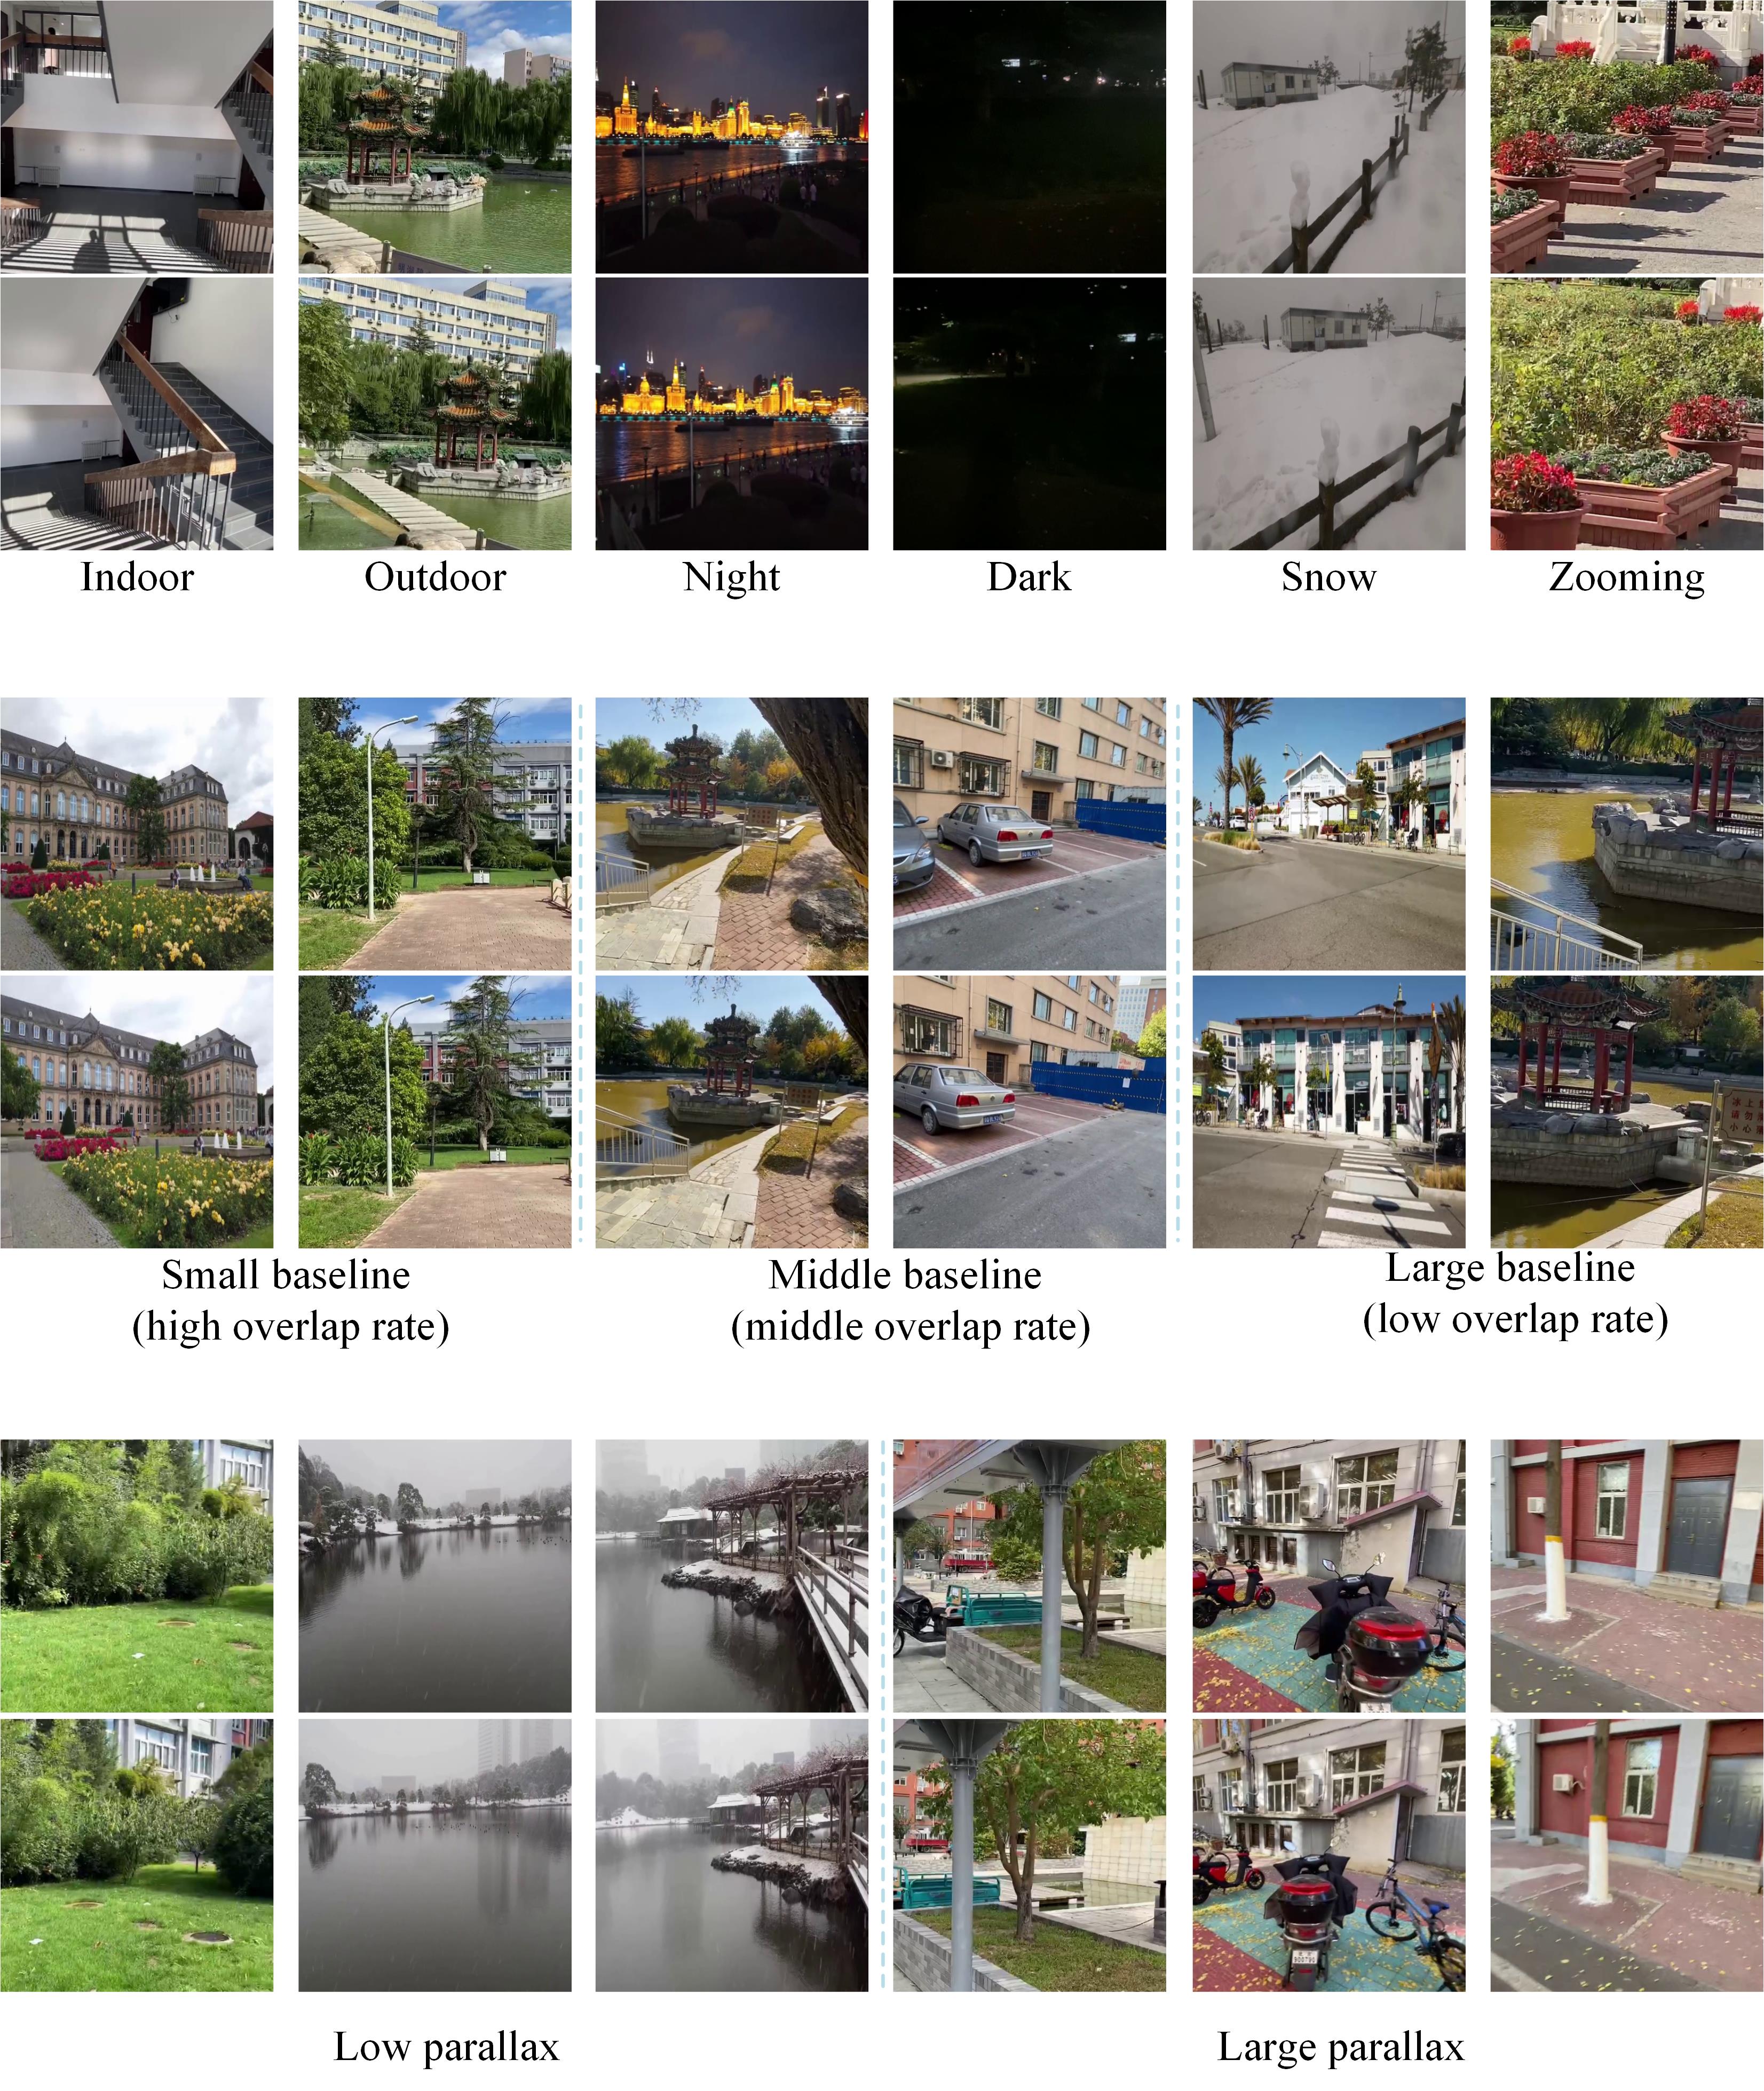 Indoor
Outdoor
Night
Dark
Snow
Zooming
Small baseline
(high overlap rate)
Middle baseline
(middle overlap rate)
Large baseline
(low overlap rate)
Low parallax
Large parallax